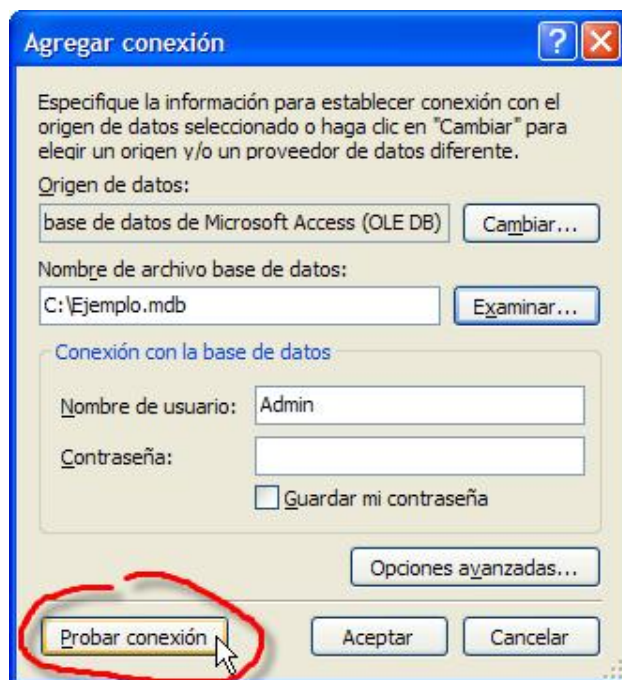 Agregar conexión
Especifique la información para establecer conexión con el
origen de datos seleccionado o haga clic en "Cambiar" para
elegir un origen y/o un proveedor de datos diferente.
Origen de datos:
base de datos de Microsoft Access (OLE DB) Cambiar...
Nombre de archivo base de datos:
C:\Ejemplo.mdb Examinar...
Conexión con la base de datos
Nombre de usuario: Admin
Contraseña:
Guardar mi contraseña
Opciones avanzadas...
Probar conexión Aceptar Cancelar